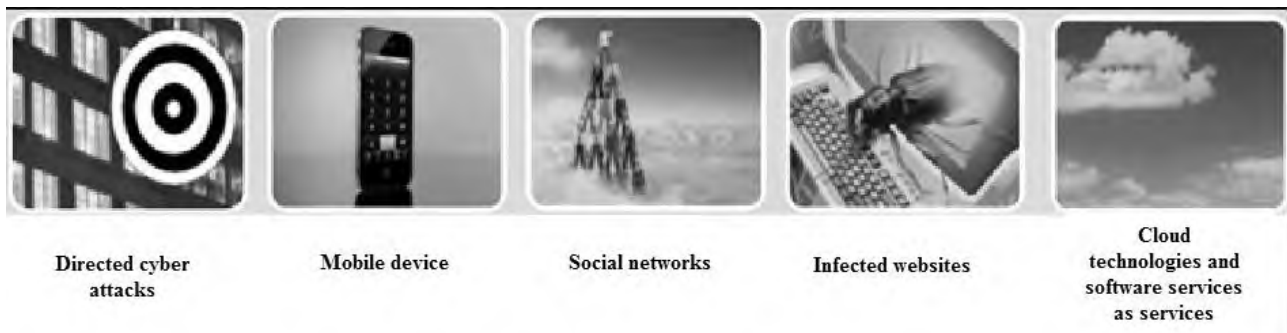 Directed cyber
attacks
Mobile device
Social networks
Infected websites
Cloud
technologies and
software services
as services